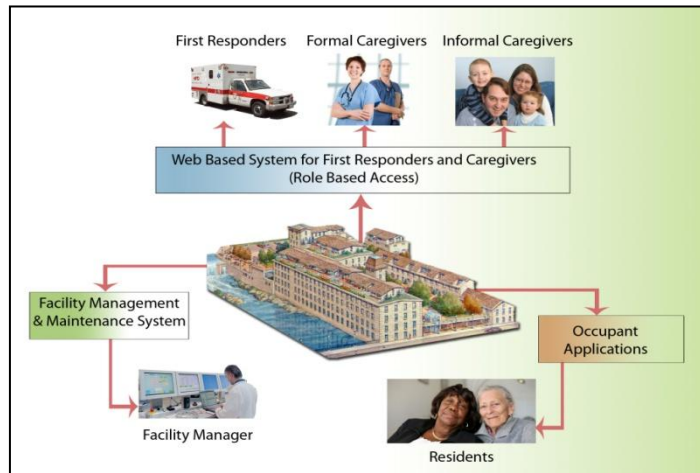 First Responders
Formal Caregivers
Informal Caregivers
Web Based System for First Responders and Caregivers
(Role Based Access)
Facility Management
& Maintenance System
Occupant
Applications
Facility Manager
Residents